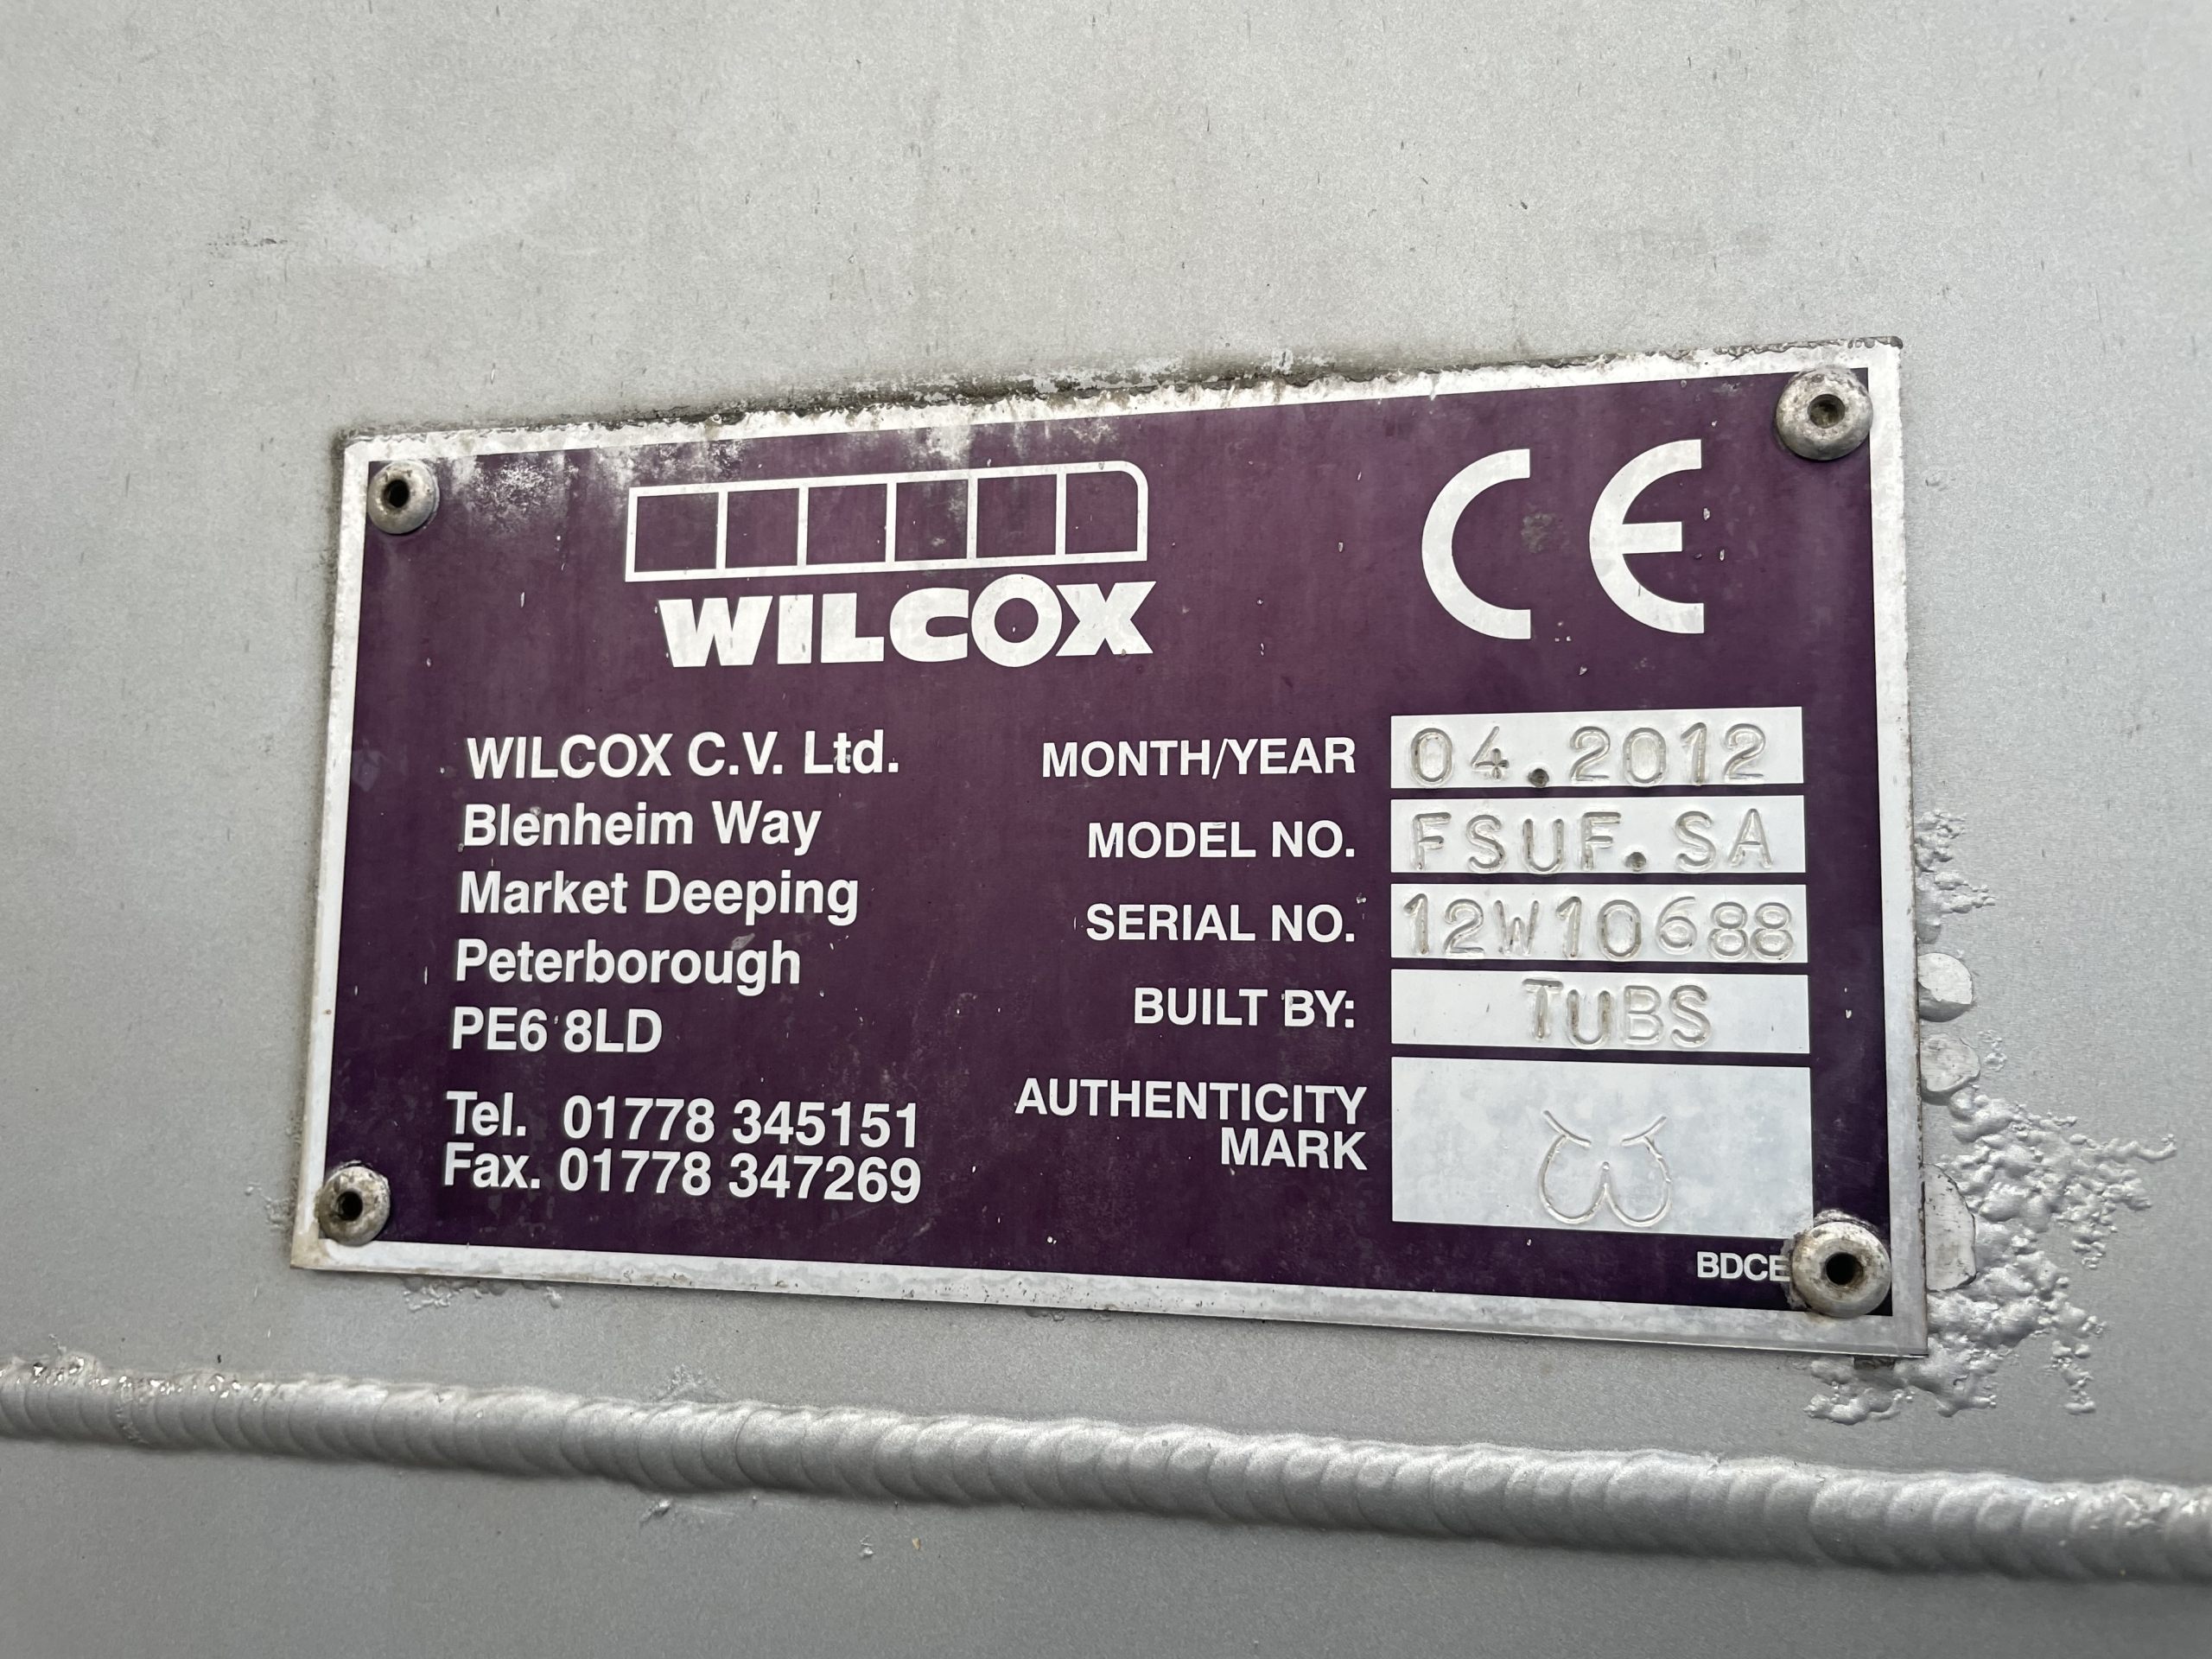 WILCOX
CE
WILCOX C.V. Ltd.
Blenheim Way
Market Deeping
Peterborough
PE6 8LD
Tel. 01778 345151
Fax. 01778 347269
MONTH/YEAR 04.2012
MODEL NO. FSUF.SA
SERIAL NO. 12W10688
BUILT BY: TUBS
AUTHENTICITY
MARK
BDCE